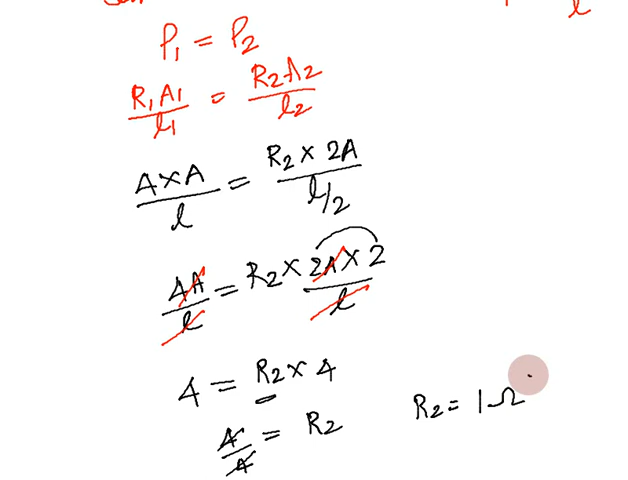 l
P₁ = P₂
R₁A₁/l₁ = R₂A₂/l₂
4×A/l = R₂ × 2A/l/2
4A/l = R₂ × 2A × 2/l
4 = R₂ × 4
4/4 = R₂
R₂ = 1Ω